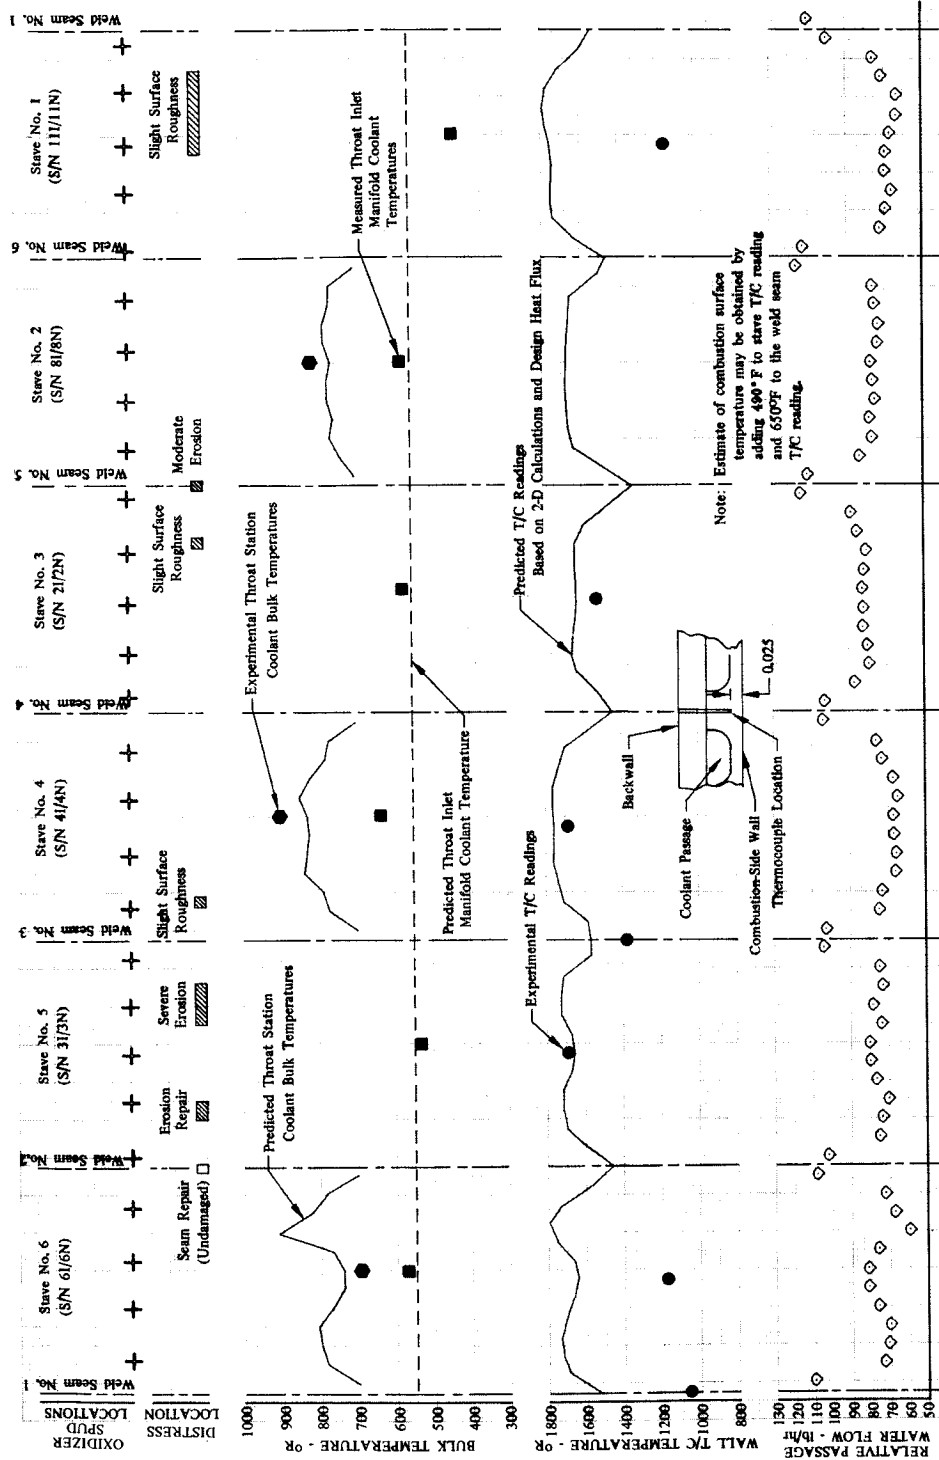 Weld Seam No. 1
Stave No. 6
(S/N 61/6N)
Weld Seam No.2
Stave No. 5
(S/N 31/3N)
Weld Seam No. 3
Stave No. 4
(S/N 41/4N)
Weld Seam No. 4
Stave No. 3
(S/N 21/2N)
Weld Seam No. 5
Stave No. 2
(S/N 81/8N)
Weld Seam No. 6
Stave No. 1
(S/N 111/11N)
Weld Seam No. 1
OXIDIZER
SPUD
LOCATIONS
DISTRESS
LOCATION
Seam Repair
(Undamaged)
Erosion
Repair
Severe
Erosion
Slight Surface
Roughness
Slight Surface
Roughness
Moderate
Erosion
Slight Surface
Roughness
BULK TEMPERATURE - °R
1000
900
800
700
600
500
400
300
Predicted Throat Station
Coolant Bulk Temperatures
Experimental Throat Station
Coolant Bulk Temperatures
Predicted Throat Inlet
Manifold Coolant Temperature
Measured Throat Inlet
Manifold Coolant
Temperatures
WALL T/C TEMPERATURE - °R
1800
1600
1400
1200
1000
800
Experimental T/C Readings
Predicted T/C Readings
Based on 2-D Calculations and Design Heat Flux
Backwall
Coolant Passage
Combustion-Side Wall
Thermocouple Location
0.025
Note: Estimate of combustion surface
temperature may be obtained by
adding 490°F to stave T/C reading
and 650°F to the weld seam
T/C reading.
RELATIVE PASSAGE
WATER FLOW - lb/hr
130
120
110
100
90
80
70
60
50